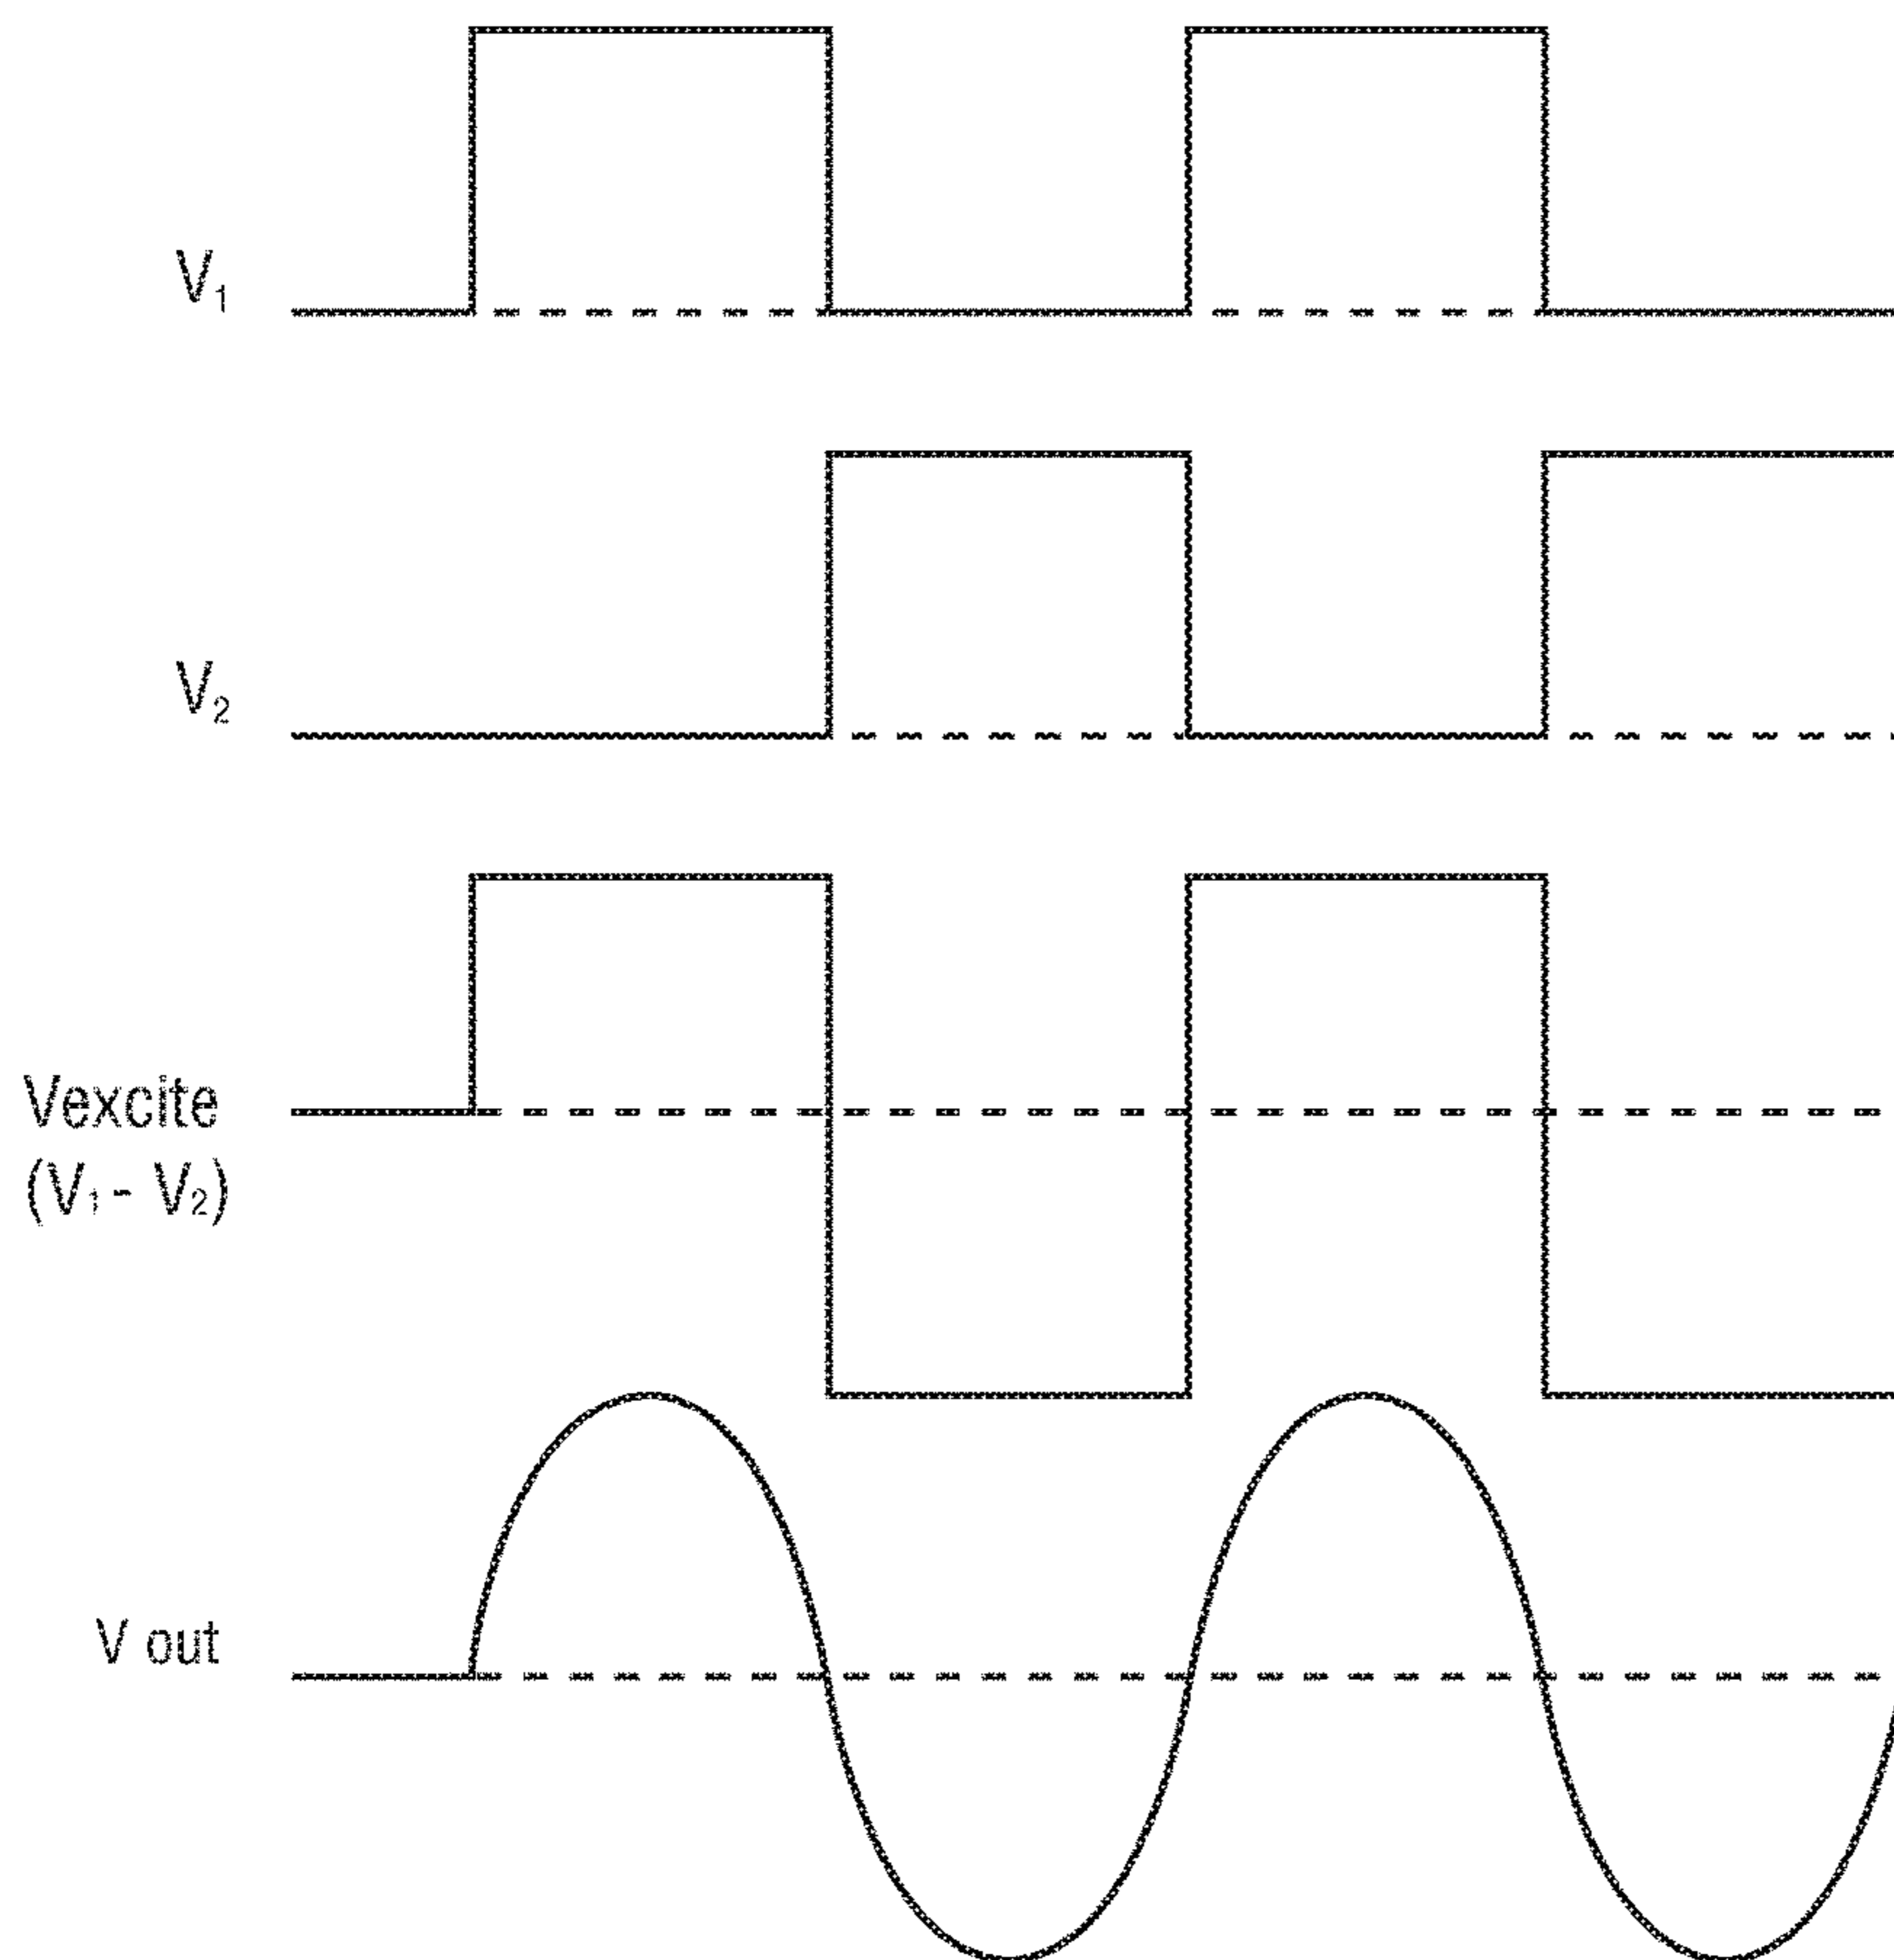 V₁
V₂
Vexcite
(V₁ - V₂)
V out